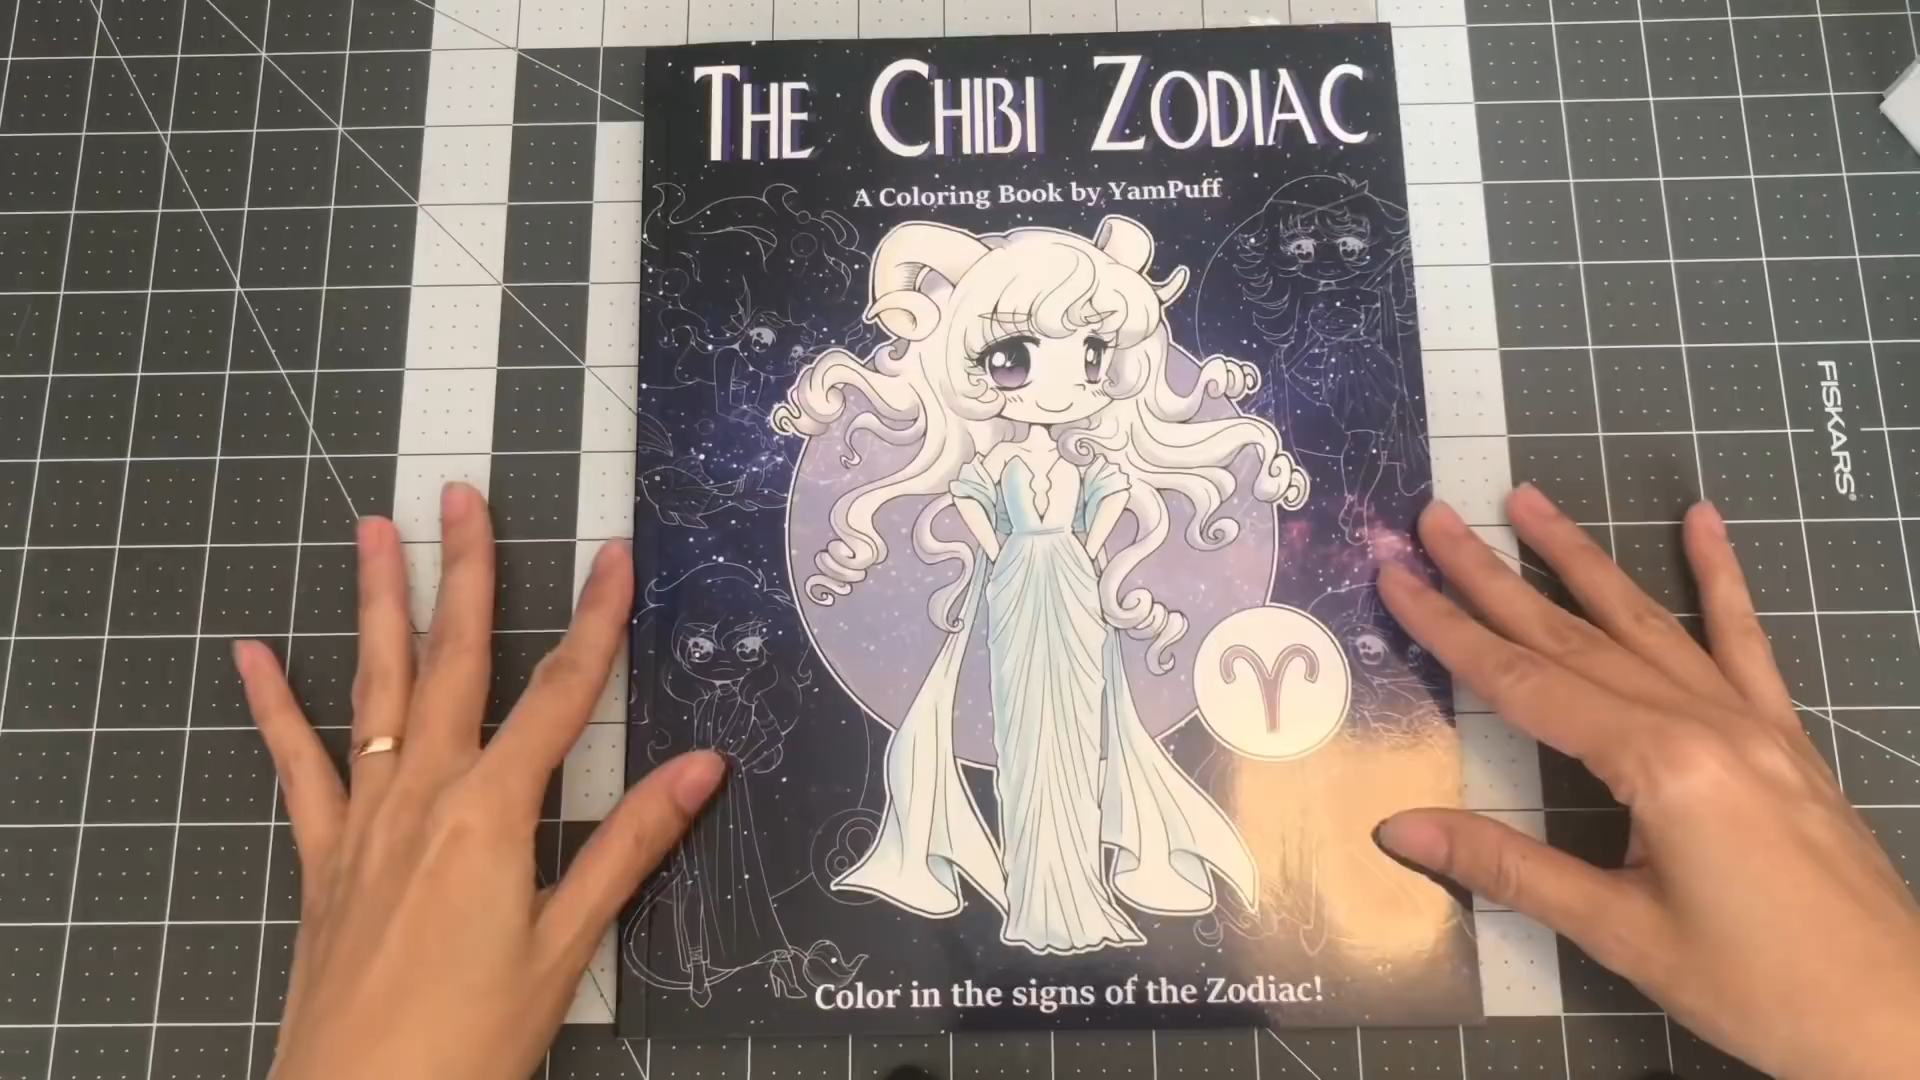 THE CHIBI ZODIAC
A Coloring Book by YamPuff
FISKARS®
Color in the signs of the Zodiac!